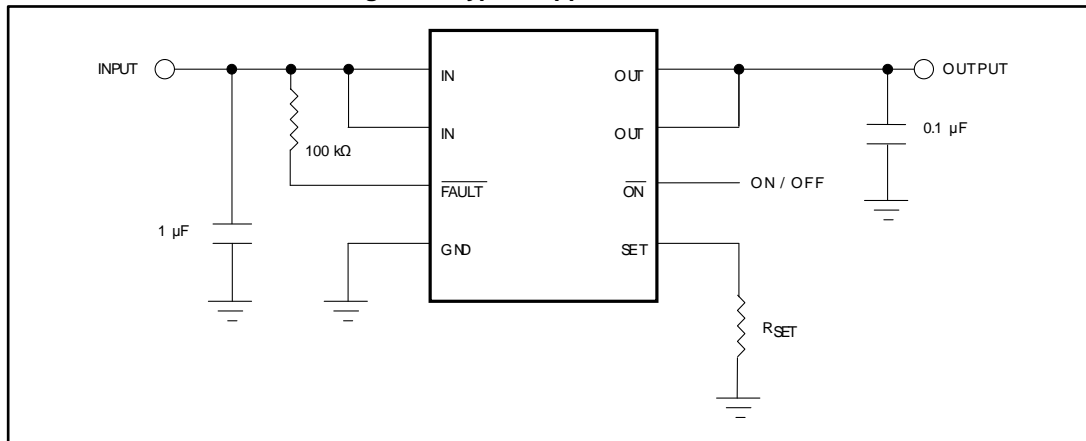 INPUT
IN
OUT
OUTPUT
IN
OUT
0.1 µF
100 kΩ
FAULT
ON
ON / OFF
1 µF
GND
SET
RSET